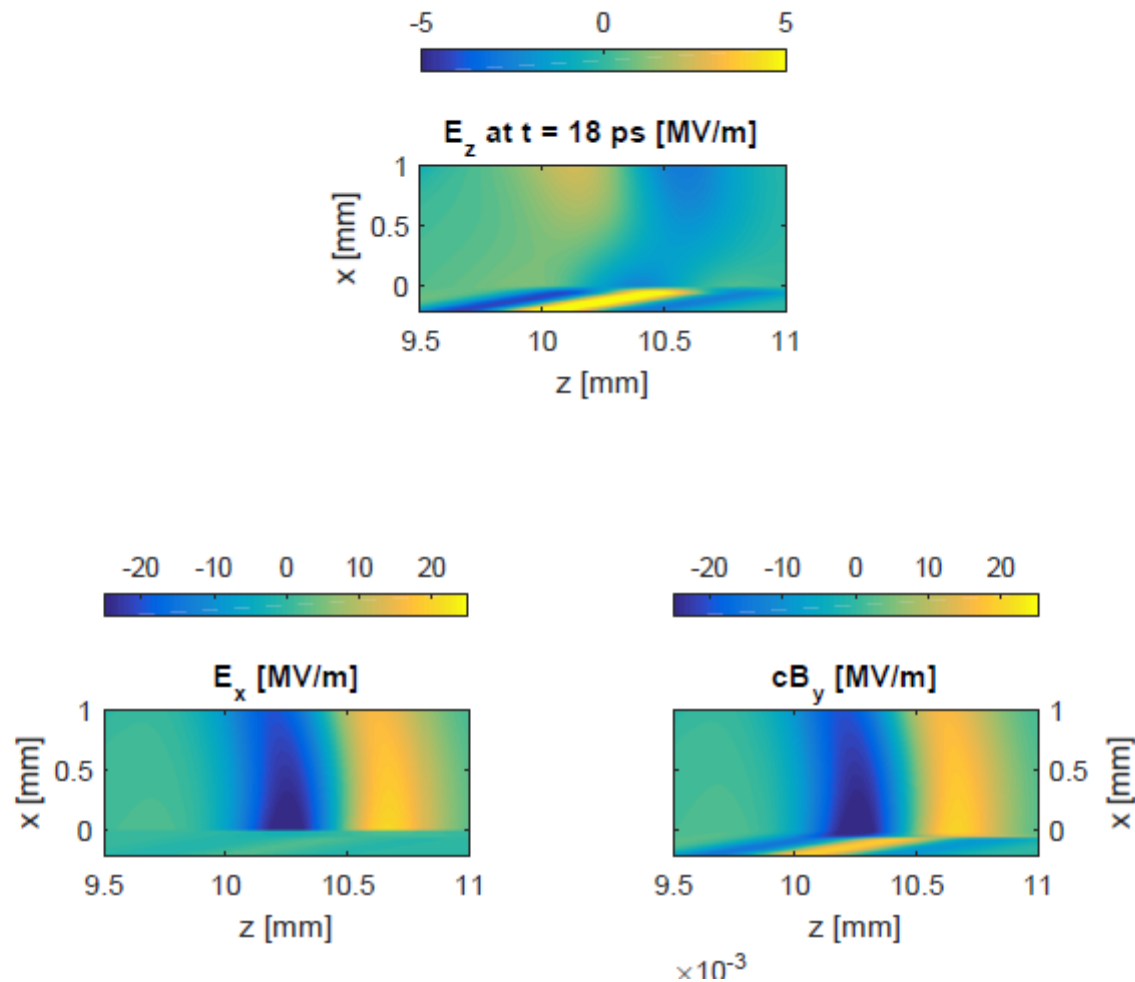 -5 0 5
E_z at t = 18 ps [MV/m]
1
0.5
0
x [mm]
9.5 10 10.5 11
z [mm]
-20 -10 0 10 20
E_x [MV/m]
1
0.5
0
x [mm]
9.5 10 10.5 11
z [mm]
-20 -10 0 10 20
cB_y [MV/m]
1
0.5
0
x [mm]
9.5 10 10.5 11
z [mm]
×10^-3